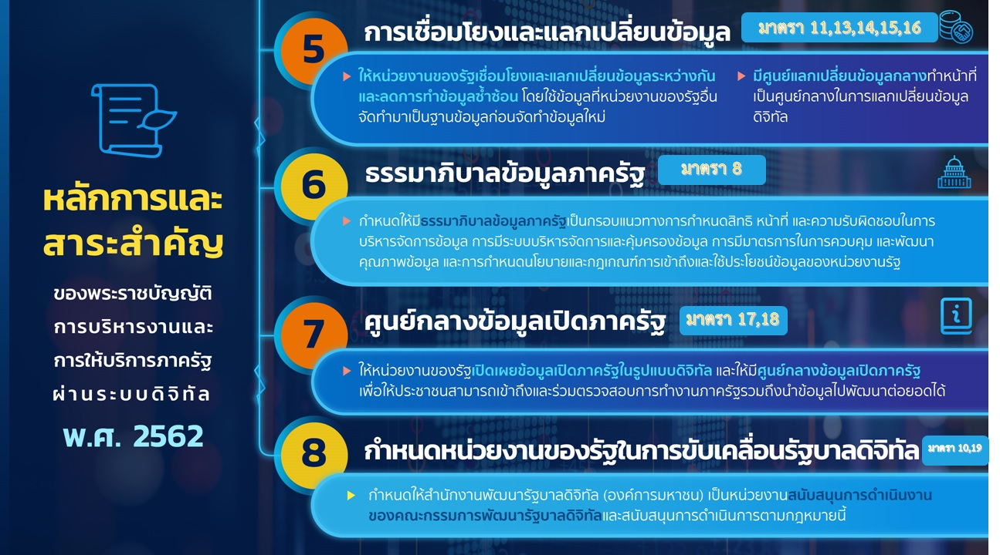 หลักการและ
สาระสำคัญ
ของพระราชบัญญัติ
การบริหารงานและ
การให้บริการภาครัฐ
ผ่านระบบดิจิทัล
พ.ศ. 2562
5 การเชื่อมโยงและแลกเปลี่ยนข้อมูล มาตรา 11,13,14,15,16
ให้หน่วยงานของรัฐเชื่อมโยงและแลกเปลี่ยนข้อมูลระหว่างกัน
และลดการทำข้อมูลซ้ำซ้อน โดยใช้ข้อมูลที่หน่วยงานของรัฐอื่น
จัดทำมาเป็นฐานข้อมูลก่อนจัดทำข้อมูลใหม่
มีศูนย์แลกเปลี่ยนข้อมูลกลางทำหน้าที่
เป็นศูนย์กลางในการแลกเปลี่ยนข้อมูล
ดิจิทัล
6 ธรรมาภิบาลข้อมูลภาครัฐ มาตรา 8
กำหนดให้มีธรรมาภิบาลข้อมูลภาครัฐเป็นกรอบแนวทางการกำหนดสิทธิ หน้าที่ และความรับผิดชอบในการ
บริหารจัดการข้อมูล การมีระบบบริหารจัดการและคุ้มครองข้อมูล การมีมาตรการในการควบคุม และพัฒนา
คุณภาพข้อมูล และการกำหนดนโยบายและกฎเกณฑ์การเข้าถึงและใช้ประโยชน์ข้อมูลของหน่วยงานรัฐ
7 ศูนย์กลางข้อมูลเปิดภาครัฐ มาตรา 17,18
ให้หน่วยงานของรัฐเปิดเผยข้อมูลเปิดภาครัฐในรูปแบบดิจิทัล และให้มีศูนย์กลางข้อมูลเปิดภาครัฐ
เพื่อให้ประชาชนสามารถเข้าถึงและร่วมตรวจสอบการทำงานภาครัฐรวมถึงนำข้อมูลไปพัฒนาต่อยอดได้
8 กำหนดหน่วยงานของรัฐในการขับเคลื่อนรัฐบาลดิจิทัล มาตรา 10,19
กำหนดให้สำนักงานพัฒนารัฐบาลดิจิทัล (องค์การมหาชน) เป็นหน่วยงานสนับสนุนการดำเนินงาน
ของคณะกรรมการพัฒนารัฐบาลดิจิทัลและสนับสนุนการดำเนินการตามกฎหมายนี้